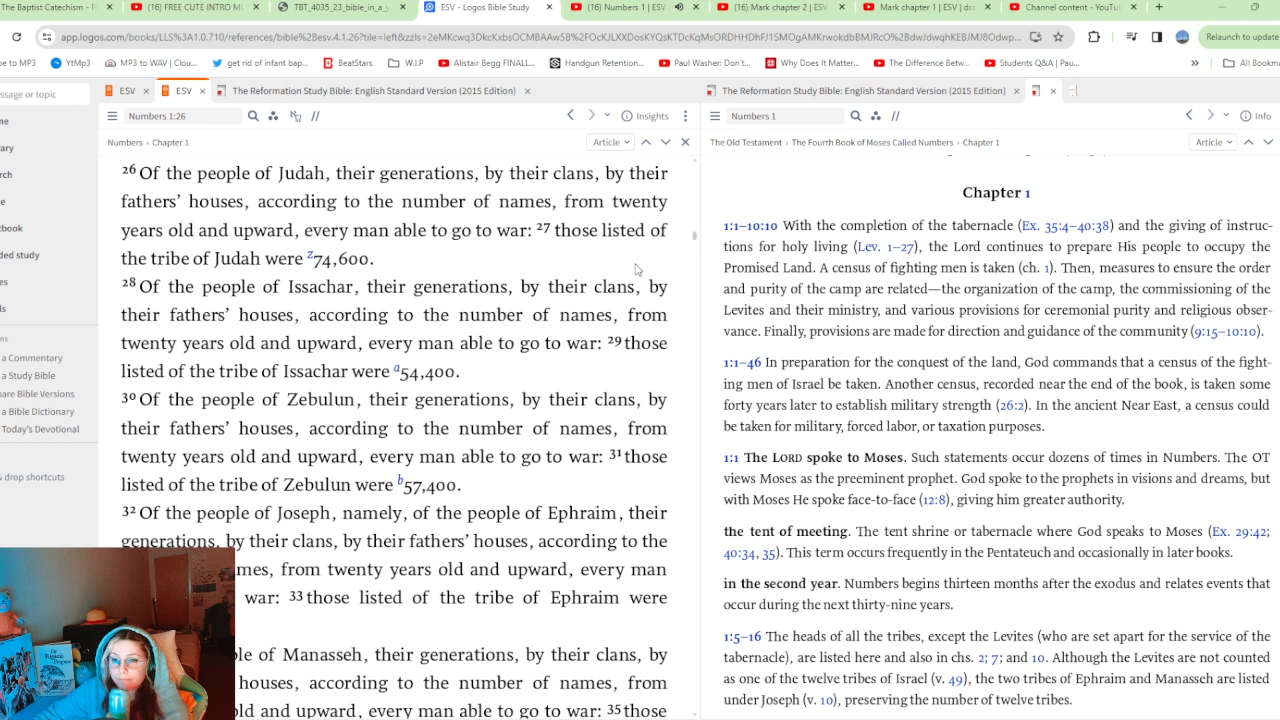 The Baptist Catechism - F
(16) FREE CUTE INTRO M
TBT_4035_23_bible_in_a_y
ESV - Logos Bible Study
(16) Numbers 1 | ESV
(16) Mark chapter 2 | ESV
Mark chapter 1 | ESV | dra
Channel content - YouTube
app.logos.com/books/LLS%3A1.0.710/references/bible%2Besv.4.1.26?tile=left&zzls=
Relaunch to update
be to MP3
YtMp3
MP3 to WAV | Clou...
get rid of infant bap...
BeatStars
W.I.P
Alistair Begg FINALL...
Handgun Retention...
Paul Washer: Don't...
Why Does It Matter...
The Difference Betw...
Students Q&A | Pau...
»
All Bookma
ssage or topic
ESV ×
ESV ×
The Reformation Study Bible: English Standard Version (2015 Edition) ×
The Reformation Study Bible: English Standard Version (2015 Edition) ×
Numbers 1:26
Insights
Numbers 1
Info
Numbers › Chapter 1
Article
The Old Testament › The Fourth Book of Moses Called Numbers › Chapter 1
Article
me
ary
rch
e
tbook
ded study
es
ls
ns
a Commentary
a Study Bible
pare Bible Versions
a Bible Dictionary
Today's Devotional
& drop shortcuts
26 Of the people of Judah, their generations, by their clans, by their
fathers' houses, according to the number of names, from twenty
years old and upward, every man able to go to war: 27 those listed of
the tribe of Judah were z74,600.
28 Of the people of Issachar, their generations, by their clans, by
their fathers' houses, according to the number of names, from
twenty years old and upward, every man able to go to war: 29 those
listed of the tribe of Issachar were a54,400.
30 Of the people of Zebulun, their generations, by their clans, by
their fathers' houses, according to the number of names, from
twenty years old and upward, every man able to go to war: 31 those
listed of the tribe of Zebulun were b57,400.
32 Of the people of Joseph, namely, of the people of Ephraim, their
generations, by their clans, by their fathers' houses, according to the
mes, from twenty years old and upward, every man
war: 33 those listed of the tribe of Ephraim were
le of Manasseh, their generations, by their clans, by
houses, according to the number of names, from
ld and upward, every man able to go to war: 35 those
Chapter 1
1:1–10:10 With the completion of the tabernacle (Ex. 35:4–40:38) and the giving of instruc-
tions for holy living (Lev. 1–27), the Lord continues to prepare His people to occupy the
Promised Land. A census of fighting men is taken (ch. 1). Then, measures to ensure the order
and purity of the camp are related—the organization of the camp, the commissioning of the
Levites and their ministry, and various provisions for ceremonial purity and religious obser-
vance. Finally, provisions are made for direction and guidance of the community (9:15–10:10).
1:1–46 In preparation for the conquest of the land, God commands that a census of the fight-
ing men of Israel be taken. Another census, recorded near the end of the book, is taken some
forty years later to establish military strength (26:2). In the ancient Near East, a census could
be taken for military, forced labor, or taxation purposes.
1:1 The LORD spoke to Moses. Such statements occur dozens of times in Numbers. The OT
views Moses as the preeminent prophet. God spoke to the prophets in visions and dreams, but
with Moses He spoke face-to-face (12:8), giving him greater authority.
the tent of meeting. The tent shrine or tabernacle where God speaks to Moses (Ex. 29:42;
40:34, 35). This term occurs frequently in the Pentateuch and occasionally in later books.
in the second year. Numbers begins thirteen months after the exodus and relates events that
occur during the next thirty-nine years.
1:5–16 The heads of all the tribes, except the Levites (who are set apart for the service of the
tabernacle), are listed here and also in chs. 2; 7; and 10. Although the Levites are not counted
as one of the twelve tribes of Israel (v. 49), the two tribes of Ephraim and Manasseh are listed
under Joseph (v. 10), preserving the number of twelve tribes.